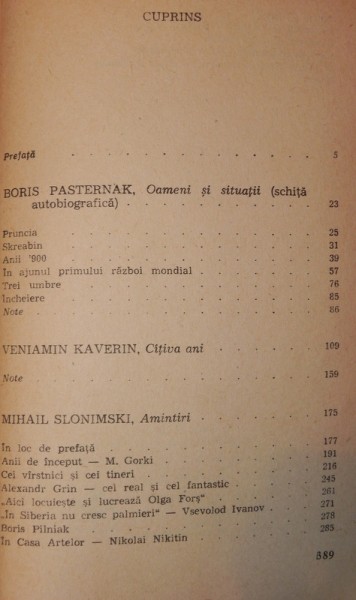 CUPRINS
Prefață . . . . . . . . . . . . 5
BORIS PASTERNAK, Oameni și situații (schiță
autobiografică) . . . . . . . . . . 23
Pruncia . . . . . . . . . . . . 25
Skreabin . . . . . . . . . . . . 31
Anii '900 . . . . . . . . . . . . 39
În ajunul primului război mondial . . . . . . 57
Trei umbre . . . . . . . . . . . 76
Încheiere . . . . . . . . . . . . 85
Note . . . . . . . . . . . . 86
VENIAMIN KAVERIN, Cîțiva ani . . . . . 109
Note . . . . . . . . . . . . 159
MIHAIL SLONIMSKI, Amintiri . . . . . . 175
În loc de prefață . . . . . . . . . . 177
Anii de început — M. Gorki . . . . . . . 191
Cei vîrstnici și cei tineri . . . . . . . . 216
Alexandr Grin — cel real și cel fantastic . . . . 245
„Aici locuiește și lucrează Olga Forș“ . . . . 261
„În Siberia nu cresc palmieri“ — Vsevolod Ivanov . 271
Boris Pilniak . . . . . . . . . . . 278
În Casa Artelor — Nikolai Nikitin . . . . . 285
389